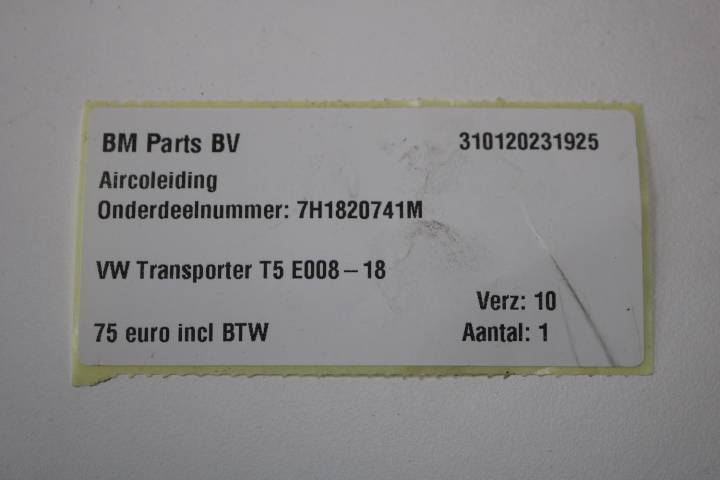 BM Parts BV 310120231925
Aircoleiding
Onderdeelnummer: 7H1820741M
VW Transporter T5 E008-18
Verz: 10
75 euro incl BTW Aantal: 1